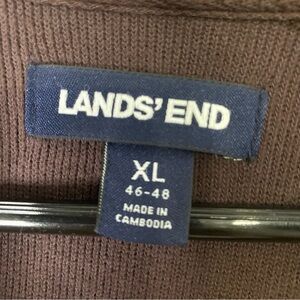 LANDS' END
XL
46-48
MADE IN
CAMBODIA